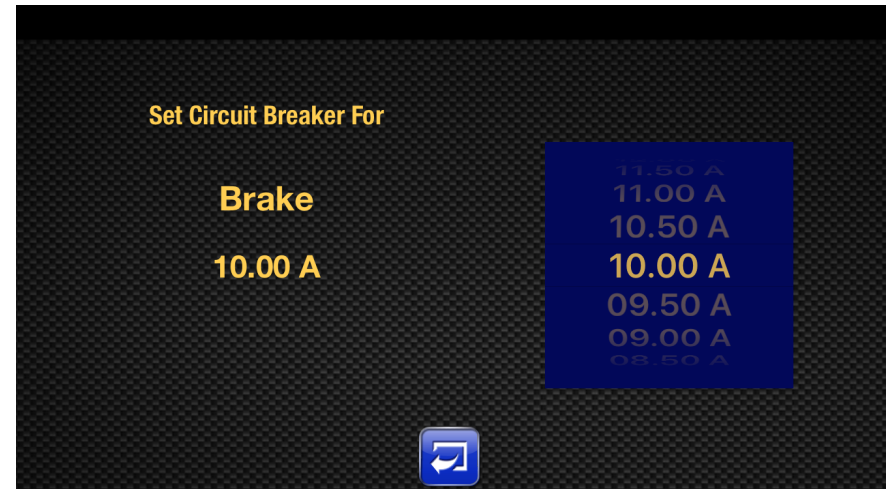 Set Circuit Breaker For
Brake
10.00 A
11.50 A
11.00 A
10.50 A
10.00 A
09.50 A
09.00 A
08.50 A